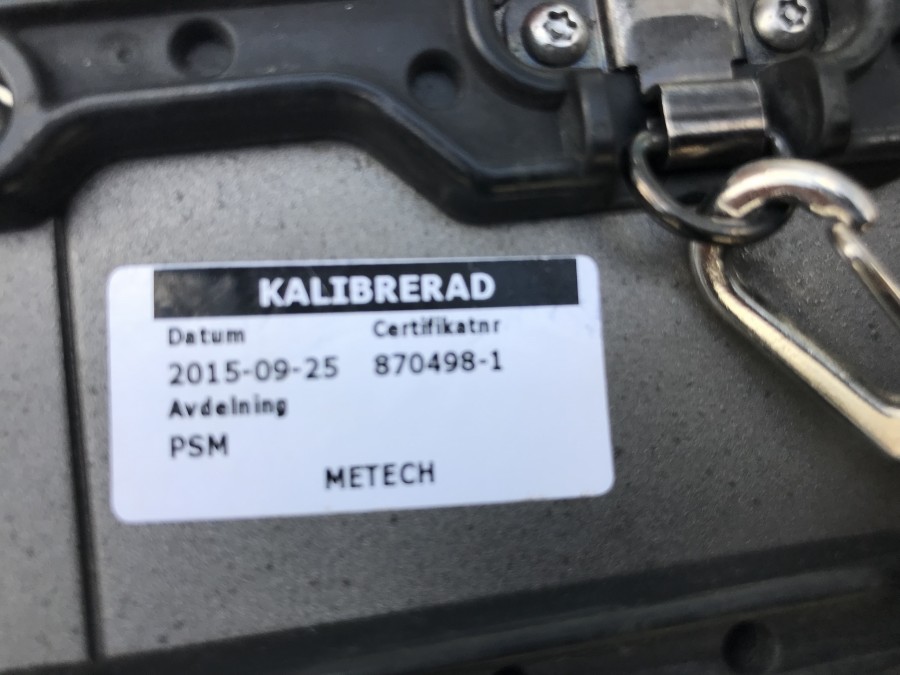 KALIBRERAD
Datum Certifikatnr
2015-09-25 870498-1
Avdelning
PSM
METECH